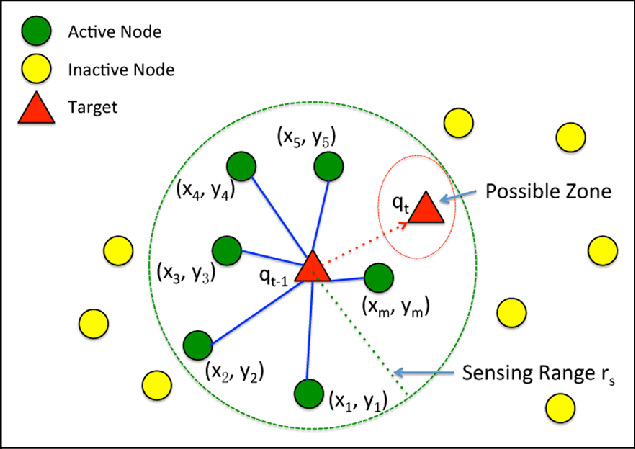 Active Node
Inactive Node
Target
(x₅, y₅)
(x₄, y₄)
qₜ
Possible Zone
(x₃, y₃)
qₜ₋₁
(xₘ, yₘ)
(x₂, y₂)
Sensing Range rₛ
(x₁, y₁)